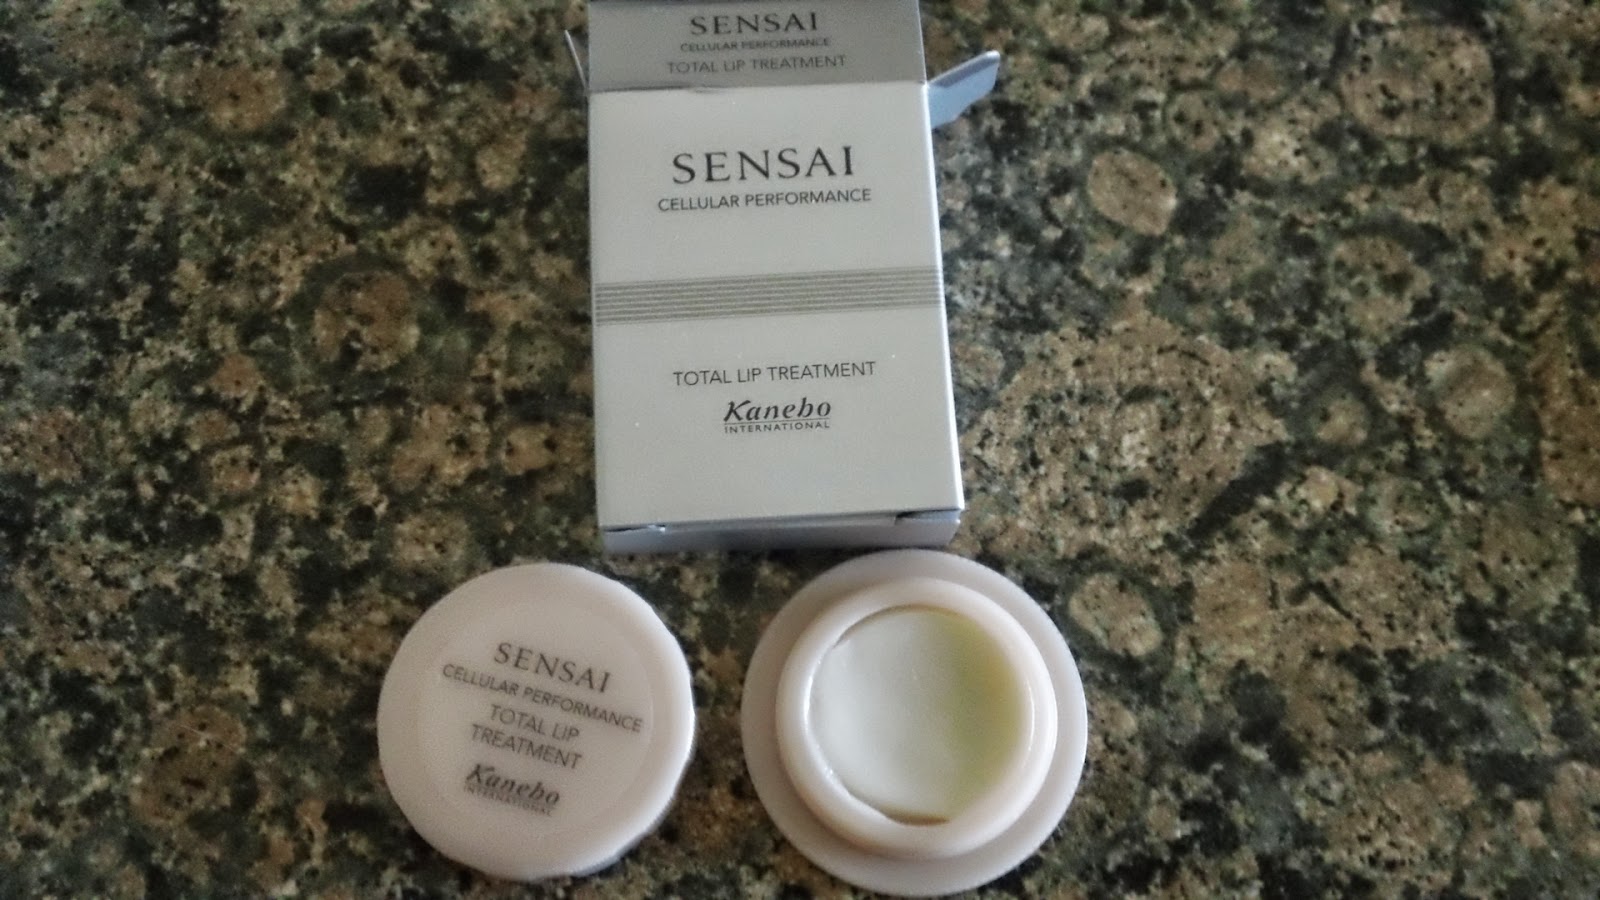 SENSAI
CELLULAR PERFORMANCE
TOTAL LIP TREATMENT
SENSAI
CELLULAR PERFORMANCE
TOTAL LIP TREATMENT
Kanebo
INTERNATIONAL
SENSAI
CELLULAR PERFORMANCE
TOTAL LIP
TREATMENT
Kanebo
INTERNATIONAL